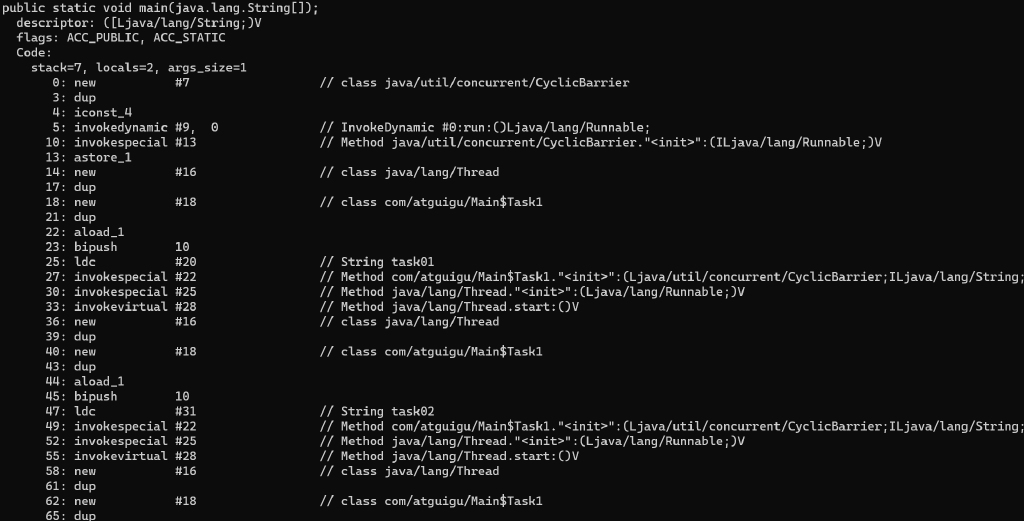 public static void main(java.lang.String[]);
  descriptor: ([Ljava/lang/String;)V
  flags: ACC_PUBLIC, ACC_STATIC
  Code:
    stack=7, locals=2, args_size=1
       0: new           #7                  // class java/util/concurrent/CyclicBarrier
       3: dup
       4: iconst_4
       5: invokedynamic #9,  0              // InvokeDynamic #0:run:()Ljava/lang/Runnable;
      10: invokespecial #13                 // Method java/util/concurrent/CyclicBarrier."<init>":(ILjava/lang/Runnable;)V
      13: astore_1
      14: new           #16                 // class java/lang/Thread
      17: dup
      18: new           #18                 // class com/atguigu/Main$Task1
      21: dup
      22: aload_1
      23: bipush        10
      25: ldc           #20                 // String task01
      27: invokespecial #22                 // Method com/atguigu/Main$Task1."<init>":(Ljava/util/concurrent/CyclicBarrier;ILjava/lang/String;
      30: invokespecial #25                 // Method java/lang/Thread."<init>":(Ljava/lang/Runnable;)V
      33: invokevirtual #28                 // Method java/lang/Thread.start:()V
      36: new           #16                 // class java/lang/Thread
      39: dup
      40: new           #18                 // class com/atguigu/Main$Task1
      43: dup
      44: aload_1
      45: bipush        10
      47: ldc           #31                 // String task02
      49: invokespecial #22                 // Method com/atguigu/Main$Task1."<init>":(Ljava/util/concurrent/CyclicBarrier;ILjava/lang/String;
      52: invokespecial #25                 // Method java/lang/Thread."<init>":(Ljava/lang/Runnable;)V
      55: invokevirtual #28                 // Method java/lang/Thread.start:()V
      58: new           #16                 // class java/lang/Thread
      61: dup
      62: new           #18                 // class com/atguigu/Main$Task1
      65: dup